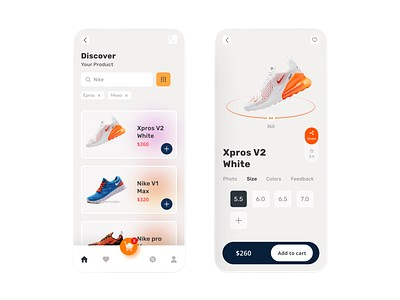 Discover
Your Product
Nike
Xpros ×
Mexo ×
Xpros V2
White
$260
Nike V1
Max
$320
Nike pro
360
Share
Xpros V2
White
Photo Size Colors Feedback
5.5 6.0 6.5 7.0
+
$260 Add to cart